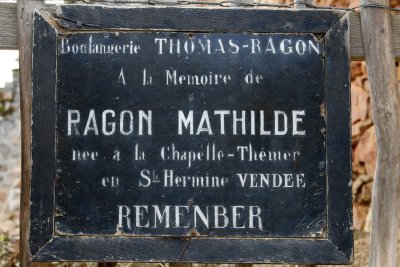 Boulangerie THOMAS-RAGON
A la Memoire de
RAGON MATHILDE
née à la Chapelle-Thémer
en Ste Hermine VENDEE
REMENBER